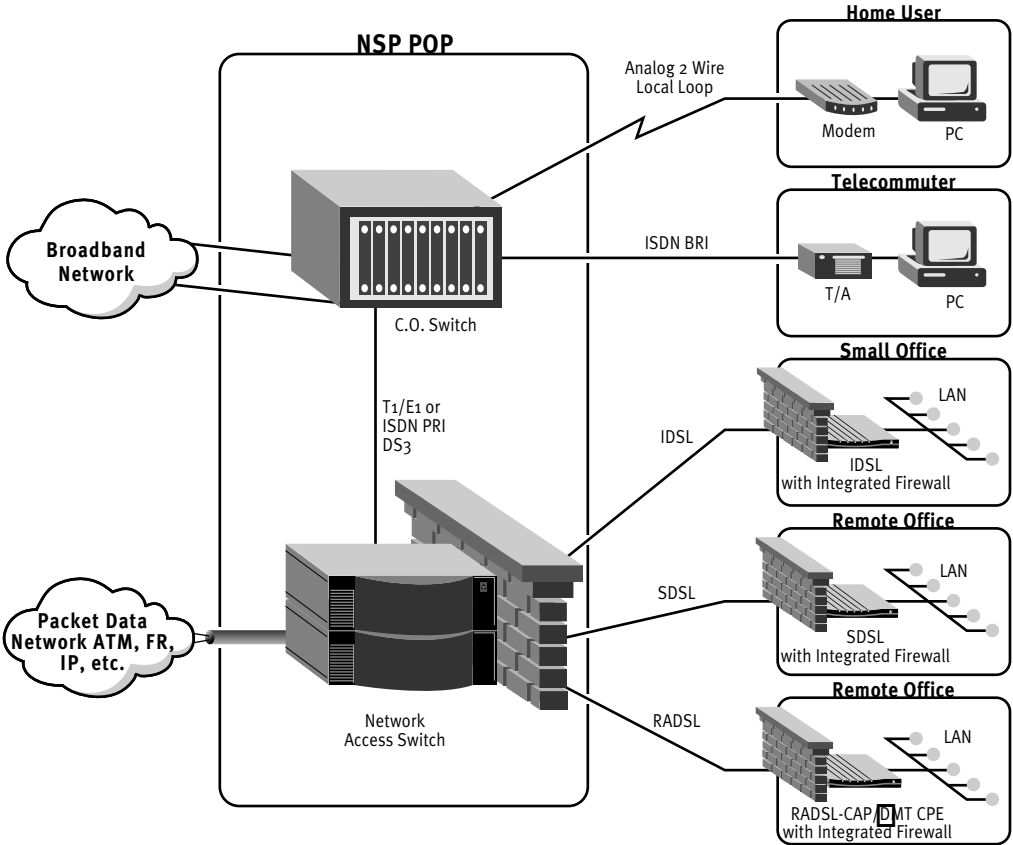 Home User
NSP POP
Analog 2 Wire
Local Loop
Modem
PC
Telecommuter
Broadband
Network
ISDN BRI
T/A
PC
C.O. Switch
Small Office
LAN
T1/E1 or
ISDN PRI
DS3
IDSL
IDSL
with Integrated Firewall
Remote Office
LAN
SDSL
SDSL
with Integrated Firewall
Packet Data
Network ATM, FR,
IP, etc.
Remote Office
Network
Access Switch
RADSL
LAN
RADSL-CAP/DMT CPE
with Integrated Firewall